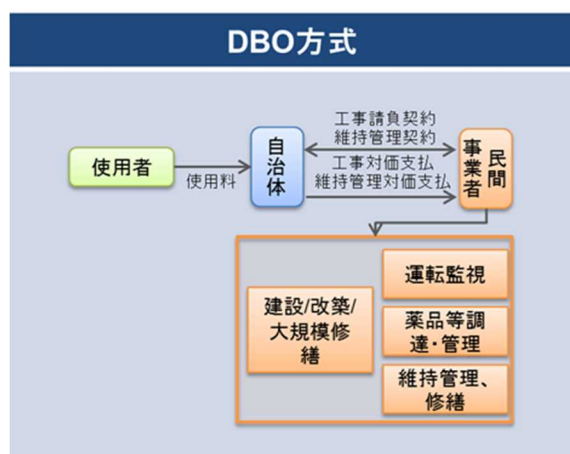 DBO方式
工事請負契約
維持管理契約
使用者
使用料
自治体
工事対価支払
維持管理対価支払
民間
事業者
建設/改築/
大規模修
繕
運転監視
薬品等調
達・管理
維持管理、
修繕